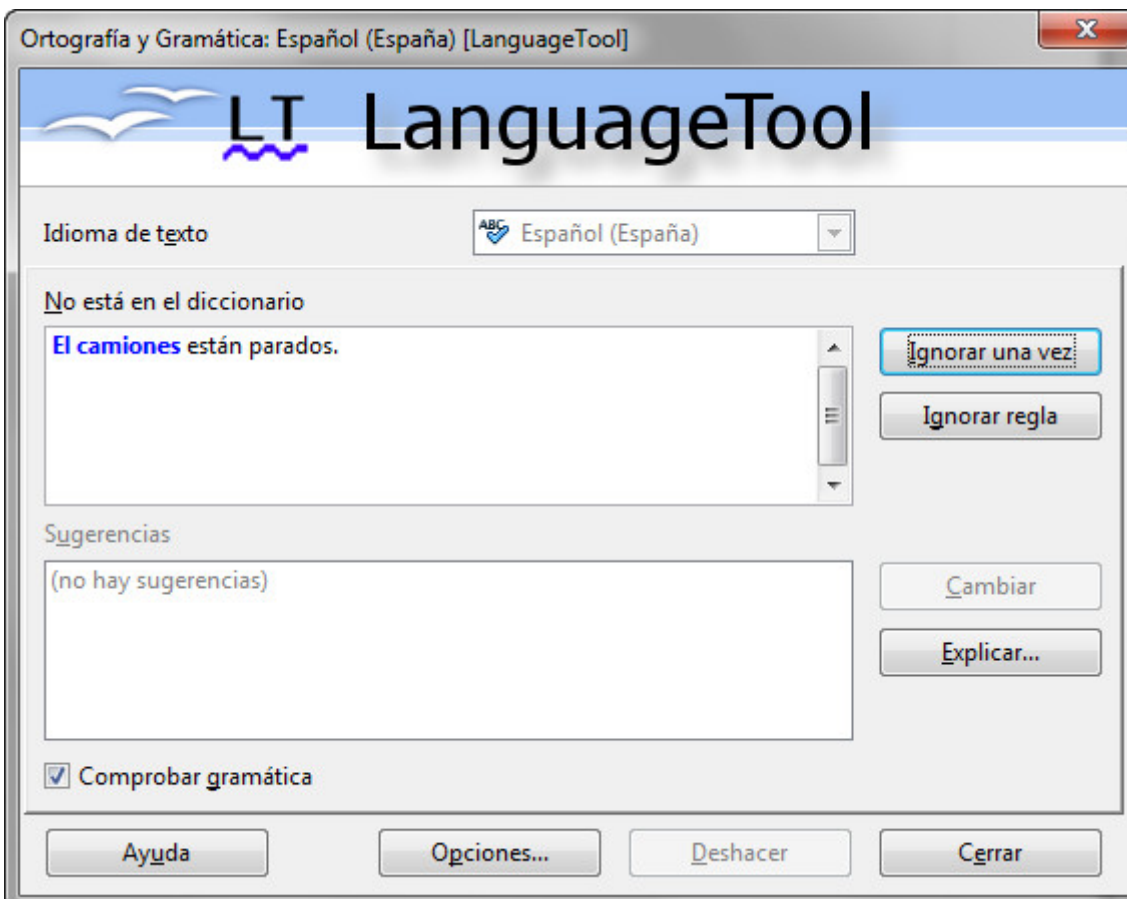 Ortografía y Gramática: Español (España) [LanguageTool]
LT LanguageTool
Idioma de texto
ABC Español (España)
No está en el diccionario
El camiones están parados.
Ignorar una vez
Ignorar regla
Sugerencias
(no hay sugerencias)
Cambiar
Explicar...
Comprobar gramática
Ayuda
Opciones...
Deshacer
Cerrar